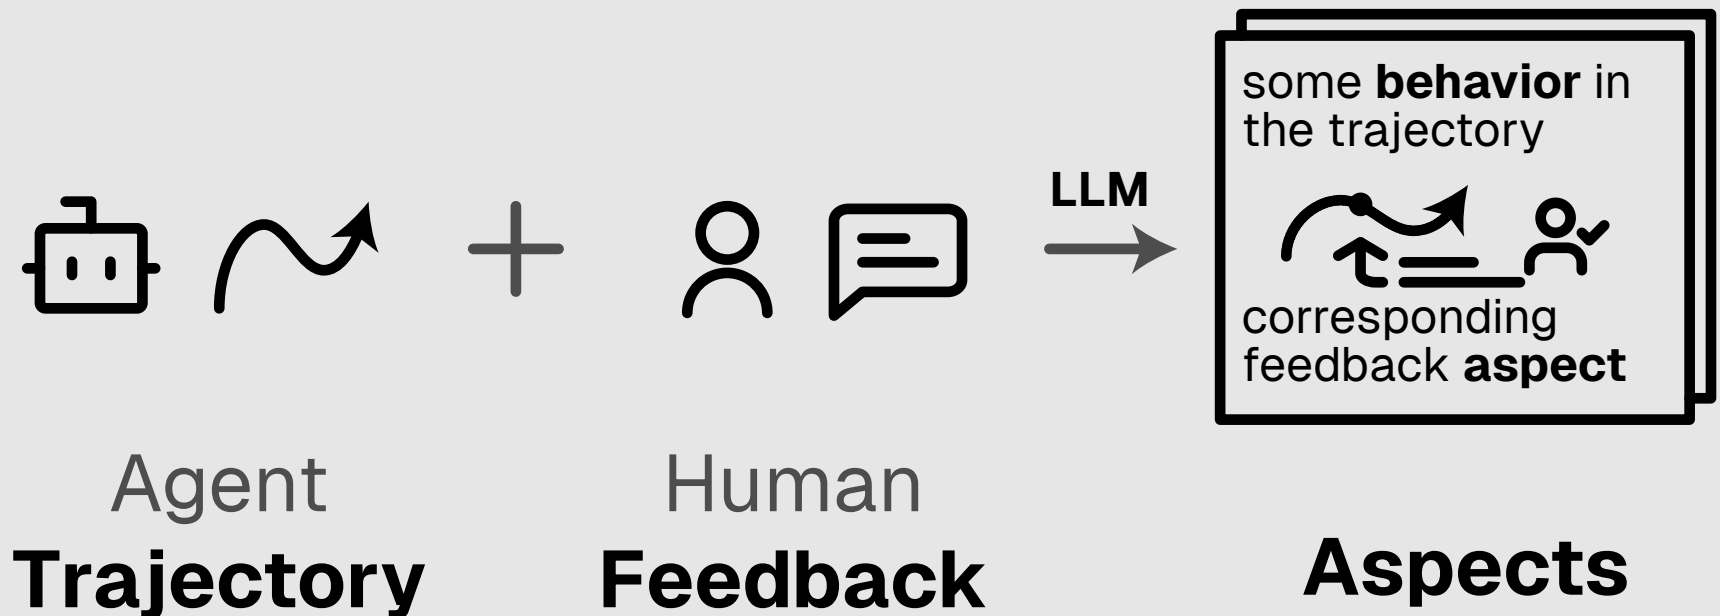 some behavior in
the trajectory
LLM
corresponding
feedback aspect
Agent
Trajectory
Human
Feedback
Aspects